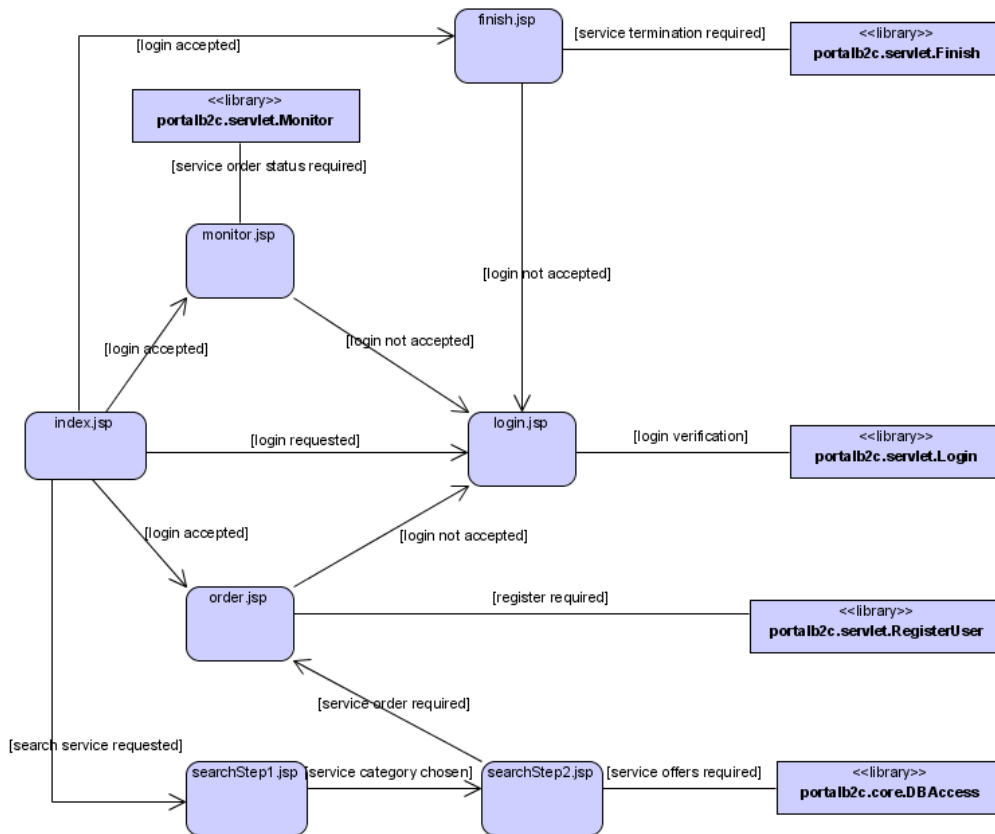 finish.jsp
[service termination required]
<<library>>
portalb2c.servlet.Finish
[login accepted]
<<library>>
portalb2c.servlet.Monitor
[service order status required]
monitor.jsp
[login not accepted]
[login accepted]
[login not accepted]
index.jsp
[login requested]
login.jsp
[login verification]
<<library>>
portalb2c.servlet.Login
[login accepted]
[login not accepted]
order.jsp
[register required]
<<library>>
portalb2c.servlet.RegisterUser
[service order required]
[search service requested]
searchStep1.jsp
[service category chosen]
searchStep2.jsp
[service offers required]
<<library>>
portalb2c.core.DBAccess